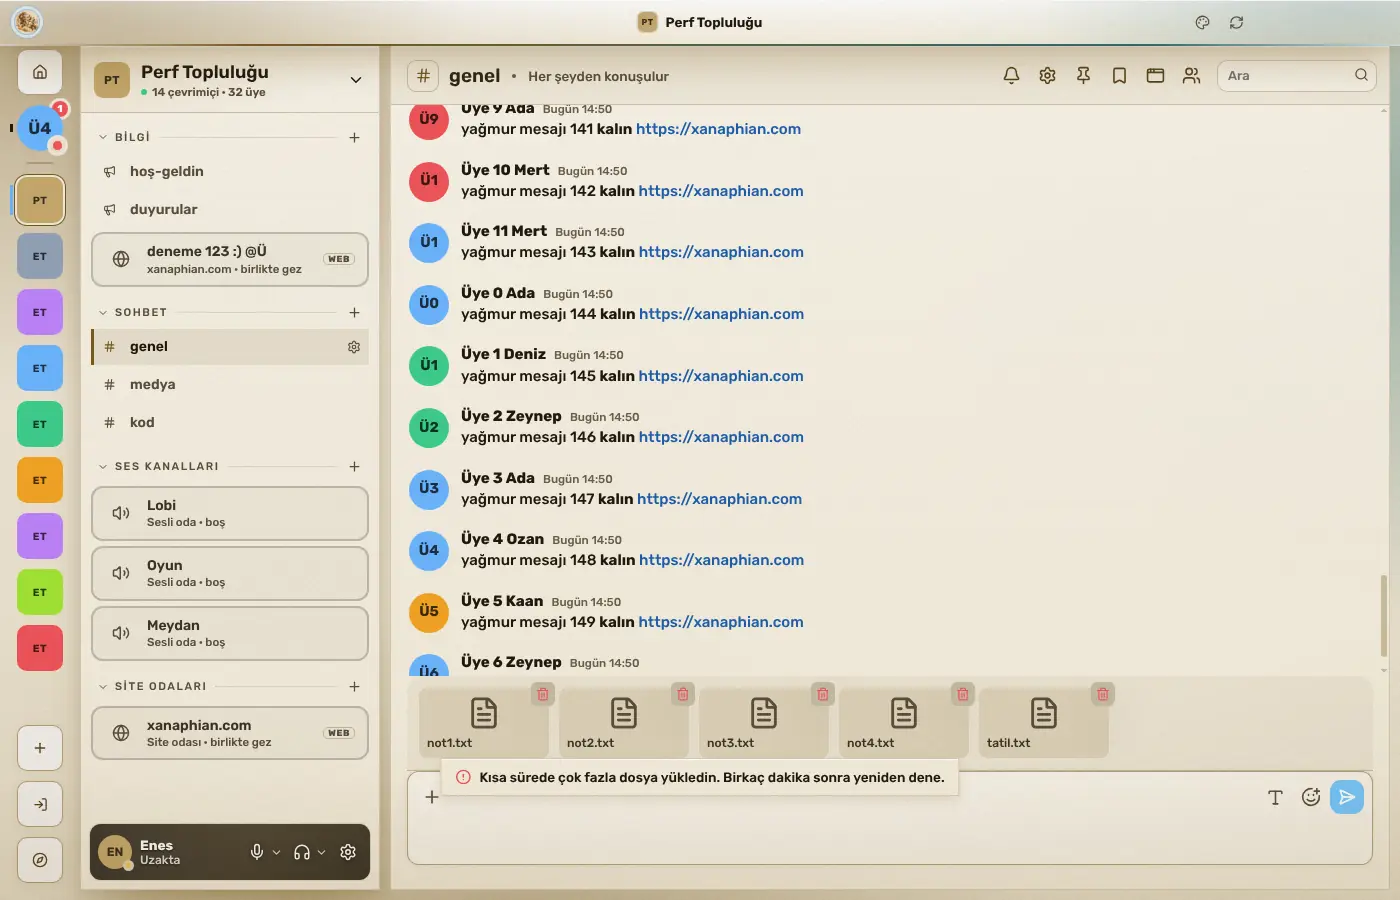 PT Perf Topluluğu
Ü4
1
PT
ET
ET
ET
ET
ET
ET
ET
ET
PT
Perf Topluluğu
14 çevrimiçi • 32 üye
BİLGİ
hoş-geldin
duyurular
deneme 123 :) @Ü
xanaphian.com • birlikte gez
WEB
SOHBET
# genel
# medya
# kod
SES KANALLARI
Lobi
Sesli oda • boş
Oyun
Sesli oda • boş
Meydan
Sesli oda • boş
SİTE ODALARI
xanaphian.com
Site odası • birlikte gez
WEB
EN
Enes
Uzakta
# genel • Her şeyden konuşulur
Ara
Ü9
Üye 9 Ada Bugün 14:50
yağmur mesajı 141 kalın https://xanaphian.com
Ü1
Üye 10 Mert Bugün 14:50
yağmur mesajı 142 kalın https://xanaphian.com
Ü1
Üye 11 Mert Bugün 14:50
yağmur mesajı 143 kalın https://xanaphian.com
Ü0
Üye 0 Ada Bugün 14:50
yağmur mesajı 144 kalın https://xanaphian.com
Ü1
Üye 1 Deniz Bugün 14:50
yağmur mesajı 145 kalın https://xanaphian.com
Ü2
Üye 2 Zeynep Bugün 14:50
yağmur mesajı 146 kalın https://xanaphian.com
Ü3
Üye 3 Ada Bugün 14:50
yağmur mesajı 147 kalın https://xanaphian.com
Ü4
Üye 4 Ozan Bugün 14:50
yağmur mesajı 148 kalın https://xanaphian.com
Ü5
Üye 5 Kaan Bugün 14:50
yağmur mesajı 149 kalın https://xanaphian.com
Ü6
Üye 6 Zeynep Bugün 14:50
not1.txt
not2.txt
not3.txt
not4.txt
tatil.txt
Kısa sürede çok fazla dosya yükledin. Birkaç dakika sonra yeniden dene.